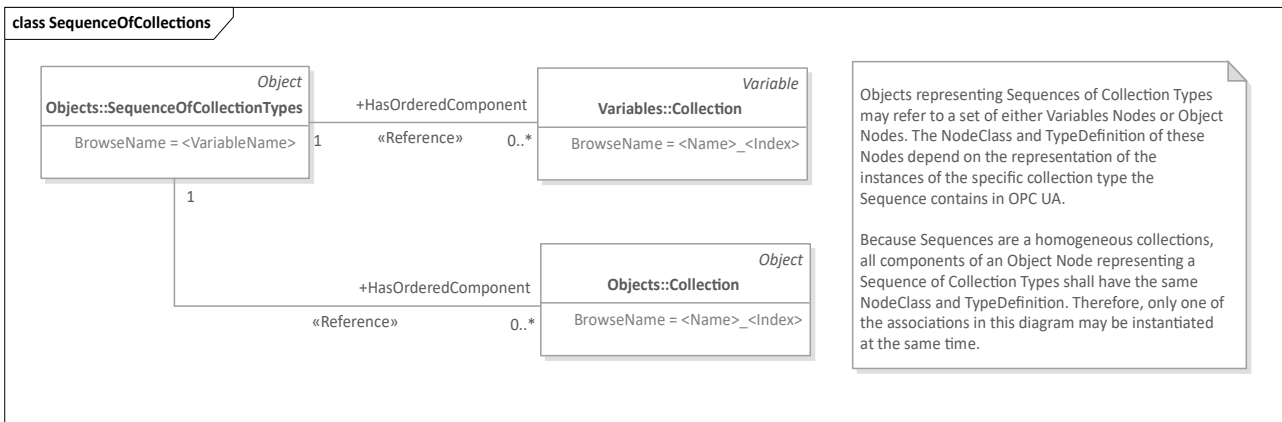 class SequenceOfCollections
Object
Objects::SequenceOfCollectionTypes
BrowseName = <VariableName>
+HasOrderedComponent
1
«Reference»
0..*
Variable
Variables::Collection
BrowseName = <Name>_<Index>
1
+HasOrderedComponent
«Reference»
0..*
Object
Objects::Collection
BrowseName = <Name>_<Index>
Objects representing Sequences of Collection Types
may refer to a set of either Variables Nodes or Object
Nodes. The NodeClass and TypeDefinition of these
Nodes depend on the representation of the
instances of the specific collection type the
Sequence contains in OPC UA.
Because Sequences are a homogeneous collections,
all components of an Object Node representing a
Sequence of Collection Types shall have the same
NodeClass and TypeDefinition. Therefore, only one of
the associations in this diagram may be instantiated
at the same time.